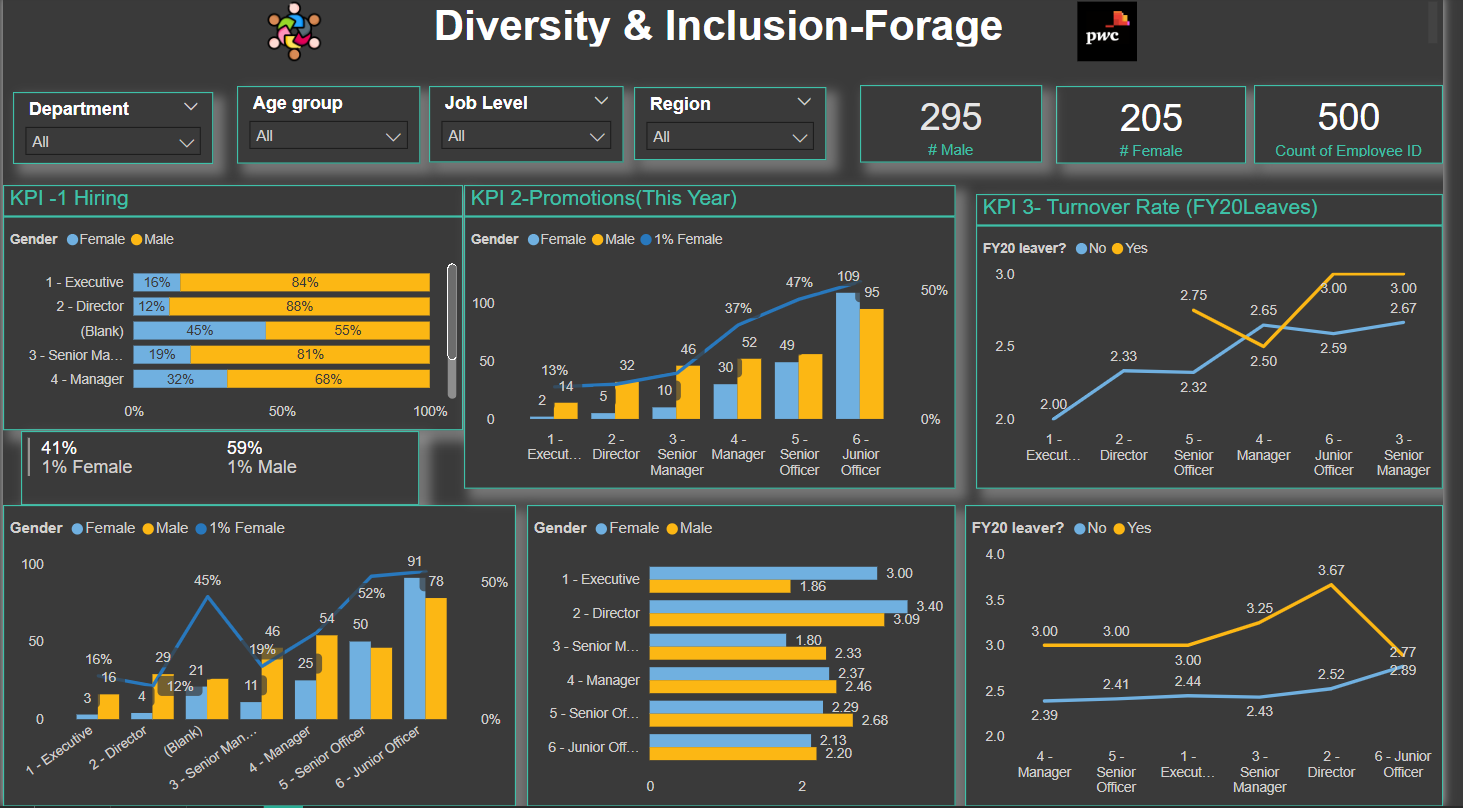 Diversity & Inclusion-Forage
pwc
Department
All
Age group
All
Job Level
All
Region
All
295
# Male
205
# Female
500
Count of Employee ID
KPI -1 Hiring
Gender Female Male
1 - Executive 16% 84%
2 - Director 12% 88%
(Blank) 45% 55%
3 - Senior Ma... 19% 81%
4 - Manager 32% 68%
0% 50% 100%
41% 59%
1% Female 1% Male
KPI 2-Promotions(This Year)
Gender Female Male 1% Female
109
47% 95
100 50%
37%
46 52 49
50
32 30
13% 14 10
2 5
0 0%
1 - Execut... 2 - Director 3 - Senior Manager 4 - Manager 5 - Senior Officer 6 - Junior Officer
KPI 3- Turnover Rate (FY20Leaves)
FY20 leaver? No Yes
3.0
2.75 3.00 3.00
2.65 2.67
2.5
2.33 2.32 2.50 2.59
2.00
2.0
1 - Execut... 2 - Director 5 - Senior Officer 4 - Manager 6 - Junior Officer 3 - Senior Manager
Gender Female Male 1% Female
100 91
45% 78 50%
52%
54
50 46 50
16% 29 19%
16 12% 21 25
3 4 11
0 0%
1 - Executive 2 - Director (Blank) 3 - Senior Man... 4 - Manager 5 - Senior Officer 6 - Junior Officer
Gender Female Male
1 - Executive 3.00
1.86
2 - Director 3.40
3.09
3 - Senior M... 1.80
2.33
4 - Manager 2.37
2.46
5 - Senior Of... 2.29
2.68
6 - Junior Off... 2.13
2.20
0 2
FY20 leaver? No Yes
4.0
3.67
3.5
3.25
3.00 3.00
3.0
3.00 2.77
2.89
2.5
2.39 2.41 2.44 2.43 2.52
2.0
4 - Manager 5 - Senior Officer 1 - Execut... 3 - Senior Manager 2 - Director 6 - Junior Officer